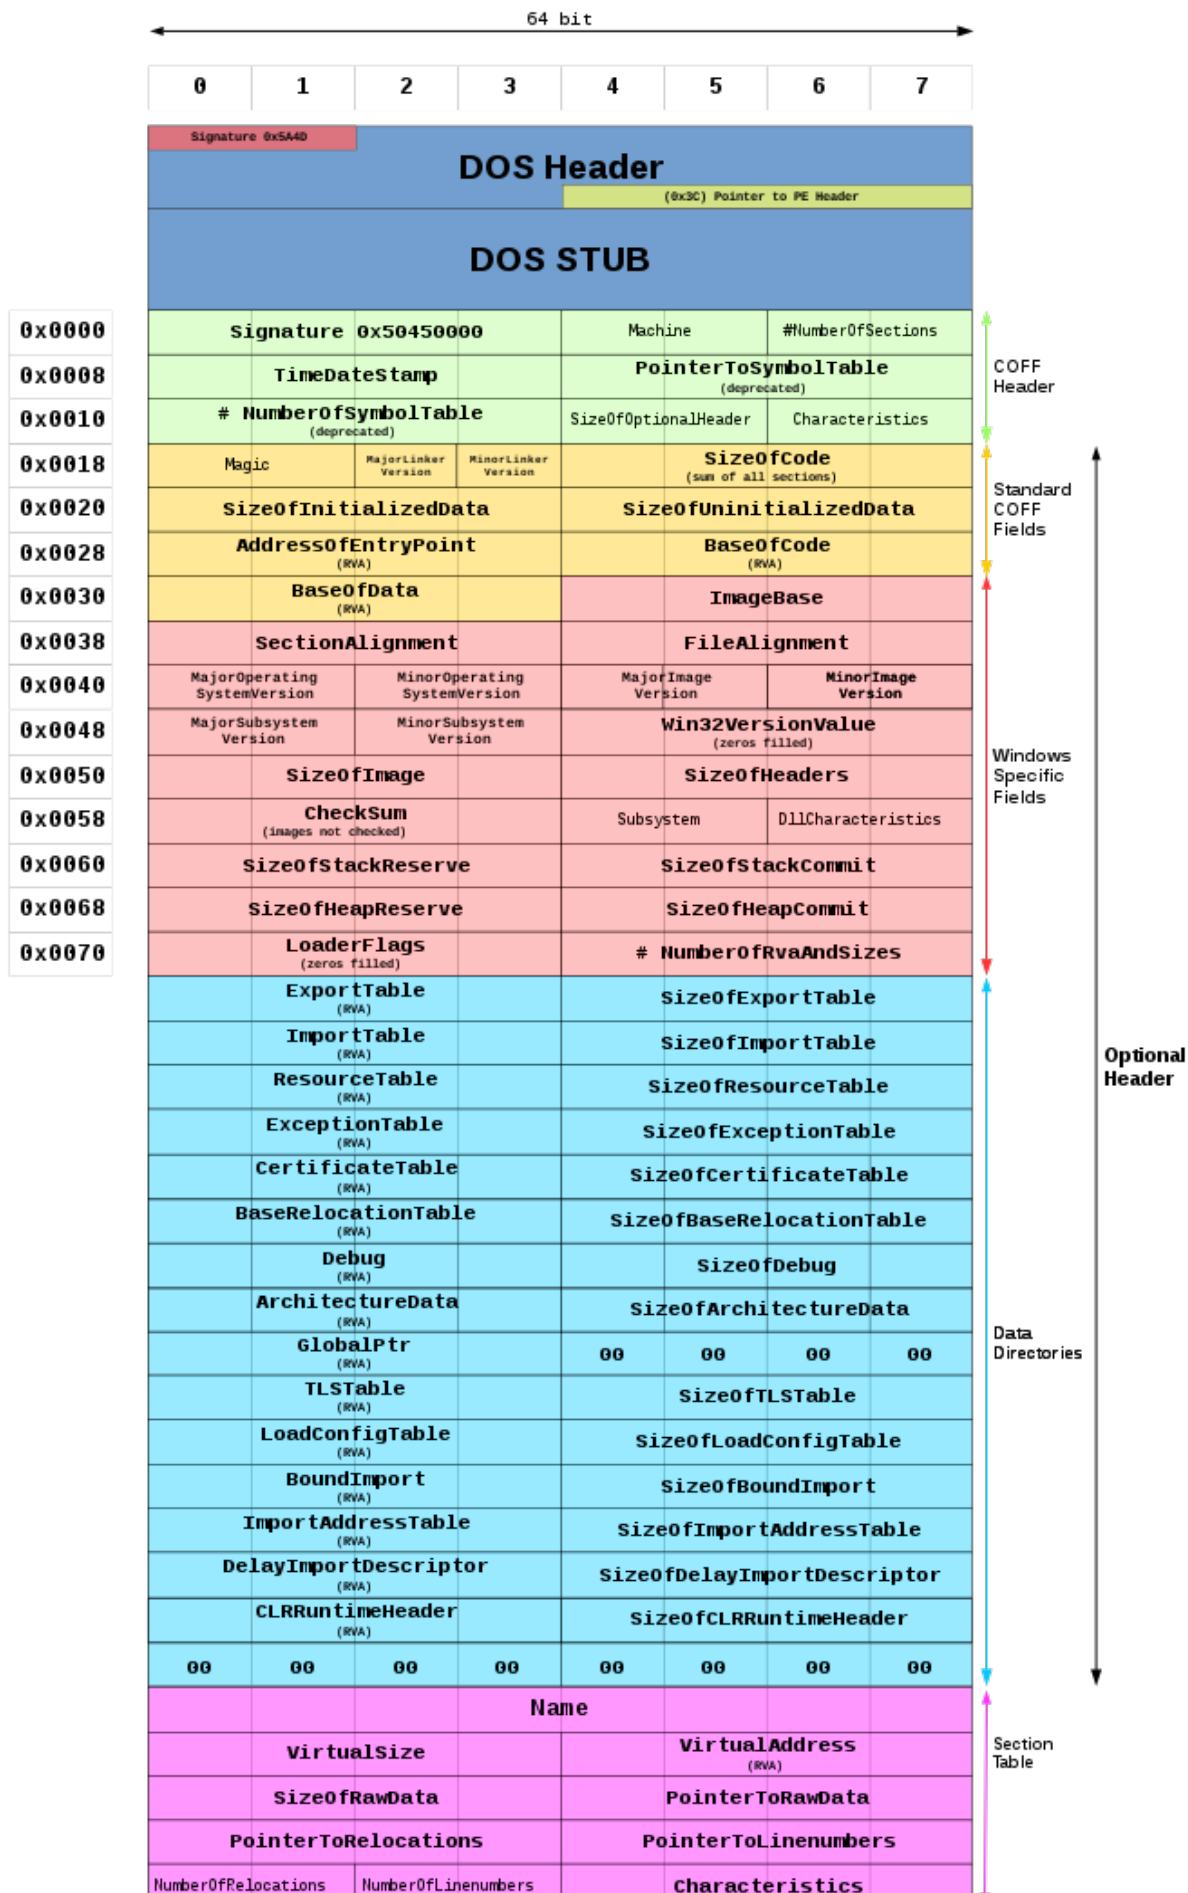 64 bit
0 1 2 3 4 5 6 7
Signature 0x5A4D
DOS Header
(0x3C) Pointer to PE Header
DOS STUB
0x0000 Signature 0x50450000 Machine #NumberOfSections
0x0008 TimeDateStamp PointerToSymbolTable
(deprecated)
COFF
Header
0x0010 # NumberOfSymbolTable SizeOfOptionalHeader Characteristics
(deprecated)
0x0018 Magic MajorLinker MinorLinker SizeOfCode
Version Version (sum of all sections)
Standard
COFF
Fields
0x0020 SizeOfInitializedData SizeOfUninitializedData
0x0028 AddressOfEntryPoint BaseOfCode
(RVA) (RVA)
0x0030 BaseOfData ImageBase
(RVA)
0x0038 SectionAlignment FileAlignment
0x0040 MajorOperating MinorOperating MajorImage MinorImage
SystemVersion SystemVersion Version Version
0x0048 MajorSubsystem MinorSubsystem Win32VersionValue
Version Version (zeros filled)
Windows
Specific
Fields
0x0050 SizeOfImage SizeOfHeaders
0x0058 CheckSum Subsystem DllCharacteristics
(images not checked)
0x0060 SizeOfStackReserve SizeOfStackCommit
0x0068 SizeOfHeapReserve SizeOfHeapCommit
0x0070 LoaderFlags # NumberOfRvaAndSizes
(zeros filled)
ExportTable SizeOfExportTable
(RVA)
ImportTable SizeOfImportTable
(RVA)
Optional
Header
ResourceTable SizeOfResourceTable
(RVA)
ExceptionTable SizeOfExceptionTable
(RVA)
CertificateTable SizeOfCertificateTable
(RVA)
BaseRelocationTable SizeOfBaseRelocationTable
(RVA)
Debug SizeOfDebug
(RVA)
ArchitectureData SizeOfArchitectureData
(RVA)
Data
Directories
GlobalPtr 00 00 00 00
(RVA)
TLSTable SizeOfTLSTable
(RVA)
LoadConfigTable SizeOfLoadConfigTable
(RVA)
BoundImport SizeOfBoundImport
(RVA)
ImportAddressTable SizeOfImportAddressTable
(RVA)
DelayImportDescriptor SizeOfDelayImportDescriptor
(RVA)
CLRRuntimeHeader SizeOfCLRRuntimeHeader
(RVA)
00 00 00 00 00 00 00 00
Name
VirtualSize VirtualAddress
(RVA)
Section
Table
SizeOfRawData PointerToRawData
PointerToRelocations PointerToLinenumbers
NumberOfRelocations NumberOfLinenumbers Characteristics